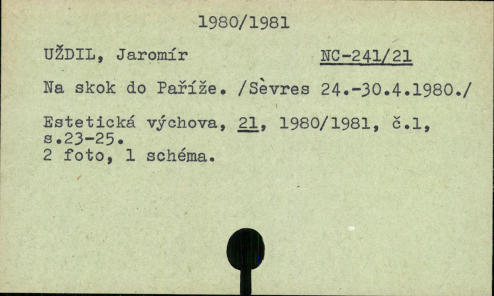 1980/1981
UŽDIL, Jaromír NC-241/21
Na skok do Paříže. /Sèvres 24.-30.4.1980./
Estetická výchova, 21, 1980/1981, č.1,
s.23-25.
2 foto, 1 schéma.